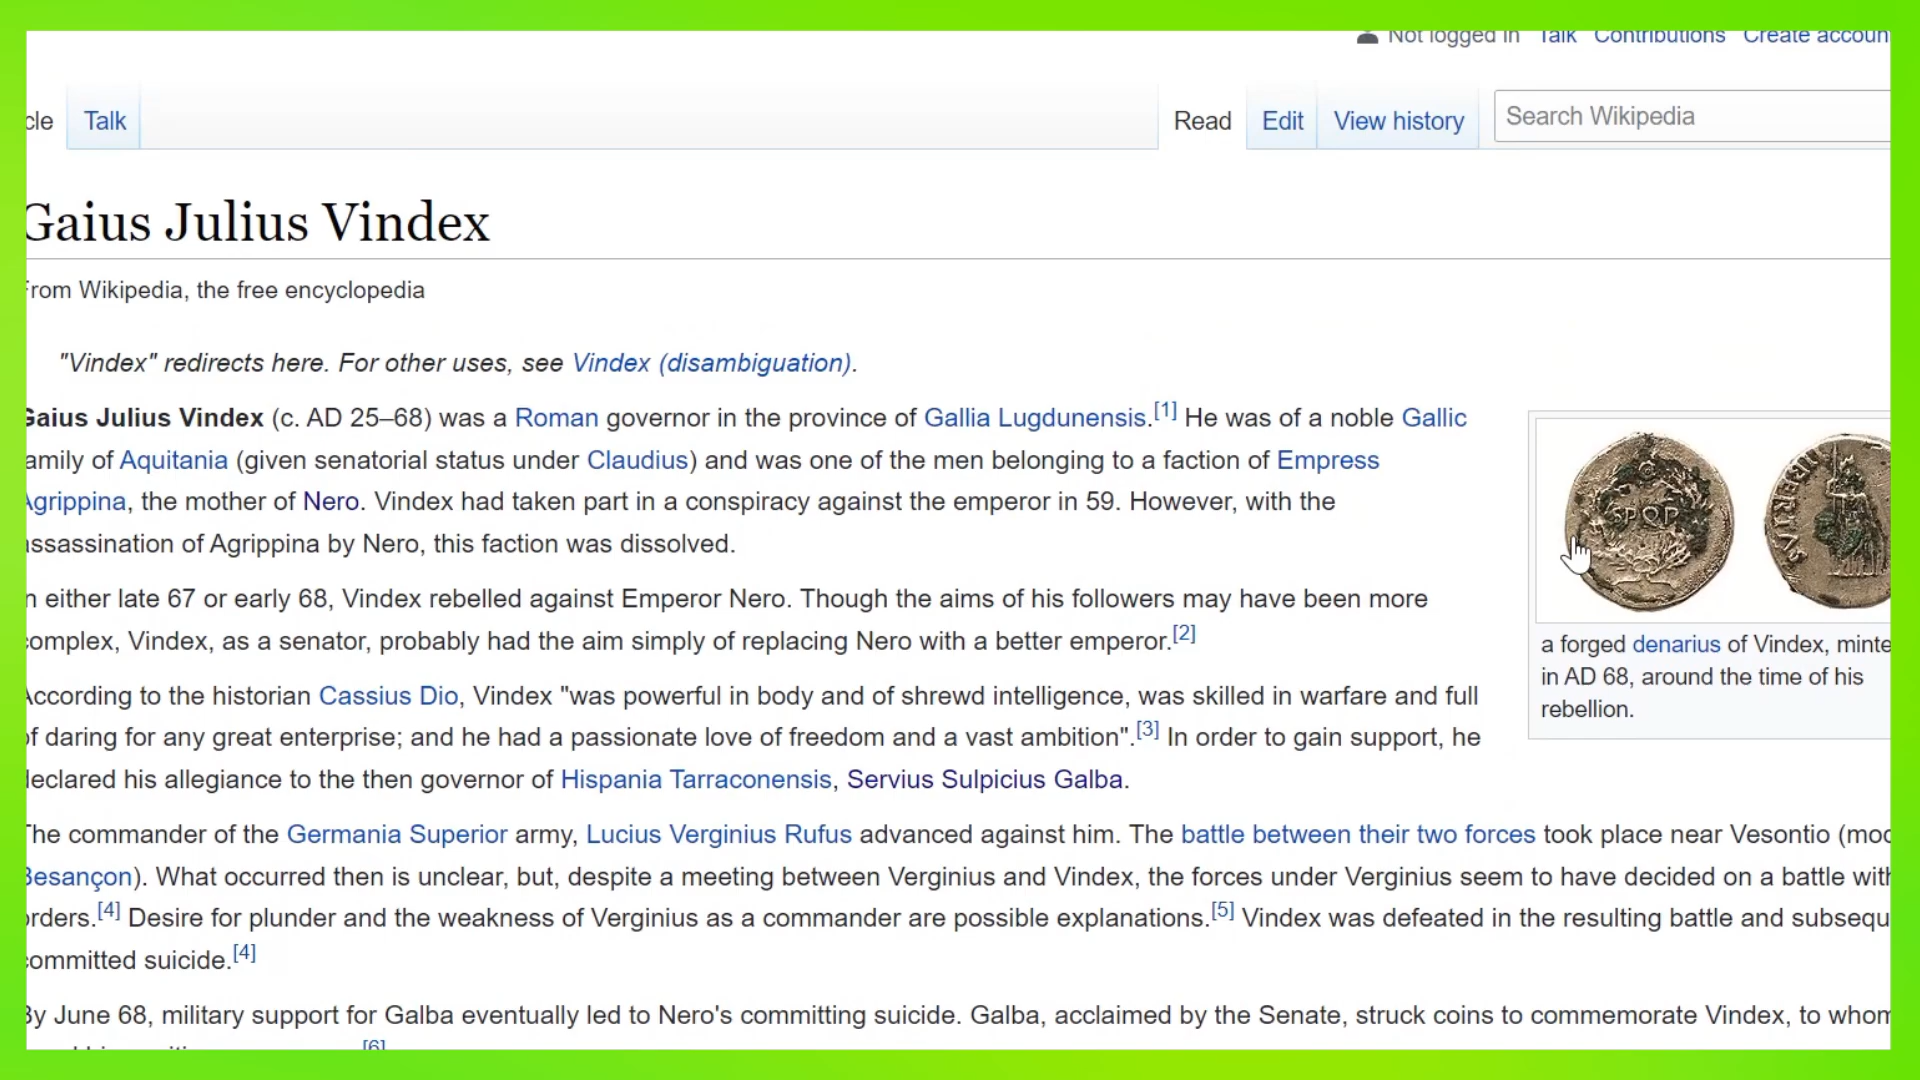 Not logged in Talk Contributions Create accoun
cle Talk Read Edit View history Search Wikipedia
Gaius Julius Vindex
From Wikipedia, the free encyclopedia
"Vindex" redirects here. For other uses, see Vindex (disambiguation).
Gaius Julius Vindex (c. AD 25–68) was a Roman governor in the province of Gallia Lugdunensis.[1] He was of a noble Gallic
amily of Aquitania (given senatorial status under Claudius) and was one of the men belonging to a faction of Empress
Agrippina, the mother of Nero. Vindex had taken part in a conspiracy against the emperor in 59. However, with the
assassination of Agrippina by Nero, this faction was dissolved.
n either late 67 or early 68, Vindex rebelled against Emperor Nero. Though the aims of his followers may have been more
complex, Vindex, as a senator, probably had the aim simply of replacing Nero with a better emperor.[2]
According to the historian Cassius Dio, Vindex "was powerful in body and of shrewd intelligence, was skilled in warfare and full
of daring for any great enterprise; and he had a passionate love of freedom and a vast ambition".[3] In order to gain support, he
declared his allegiance to the then governor of Hispania Tarraconensis, Servius Sulpicius Galba.
The commander of the Germania Superior army, Lucius Verginius Rufus advanced against him. The battle between their two forces took place near Vesontio (mod
Besançon). What occurred then is unclear, but, despite a meeting between Verginius and Vindex, the forces under Verginius seem to have decided on a battle with
orders.[4] Desire for plunder and the weakness of Verginius as a commander are possible explanations.[5] Vindex was defeated in the resulting battle and subsequ
committed suicide.[4]
By June 68, military support for Galba eventually led to Nero's committing suicide. Galba, acclaimed by the Senate, struck coins to commemorate Vindex, to whom
[6]
SPQR
a forged denarius of Vindex, minte
in AD 68, around the time of his
rebellion.